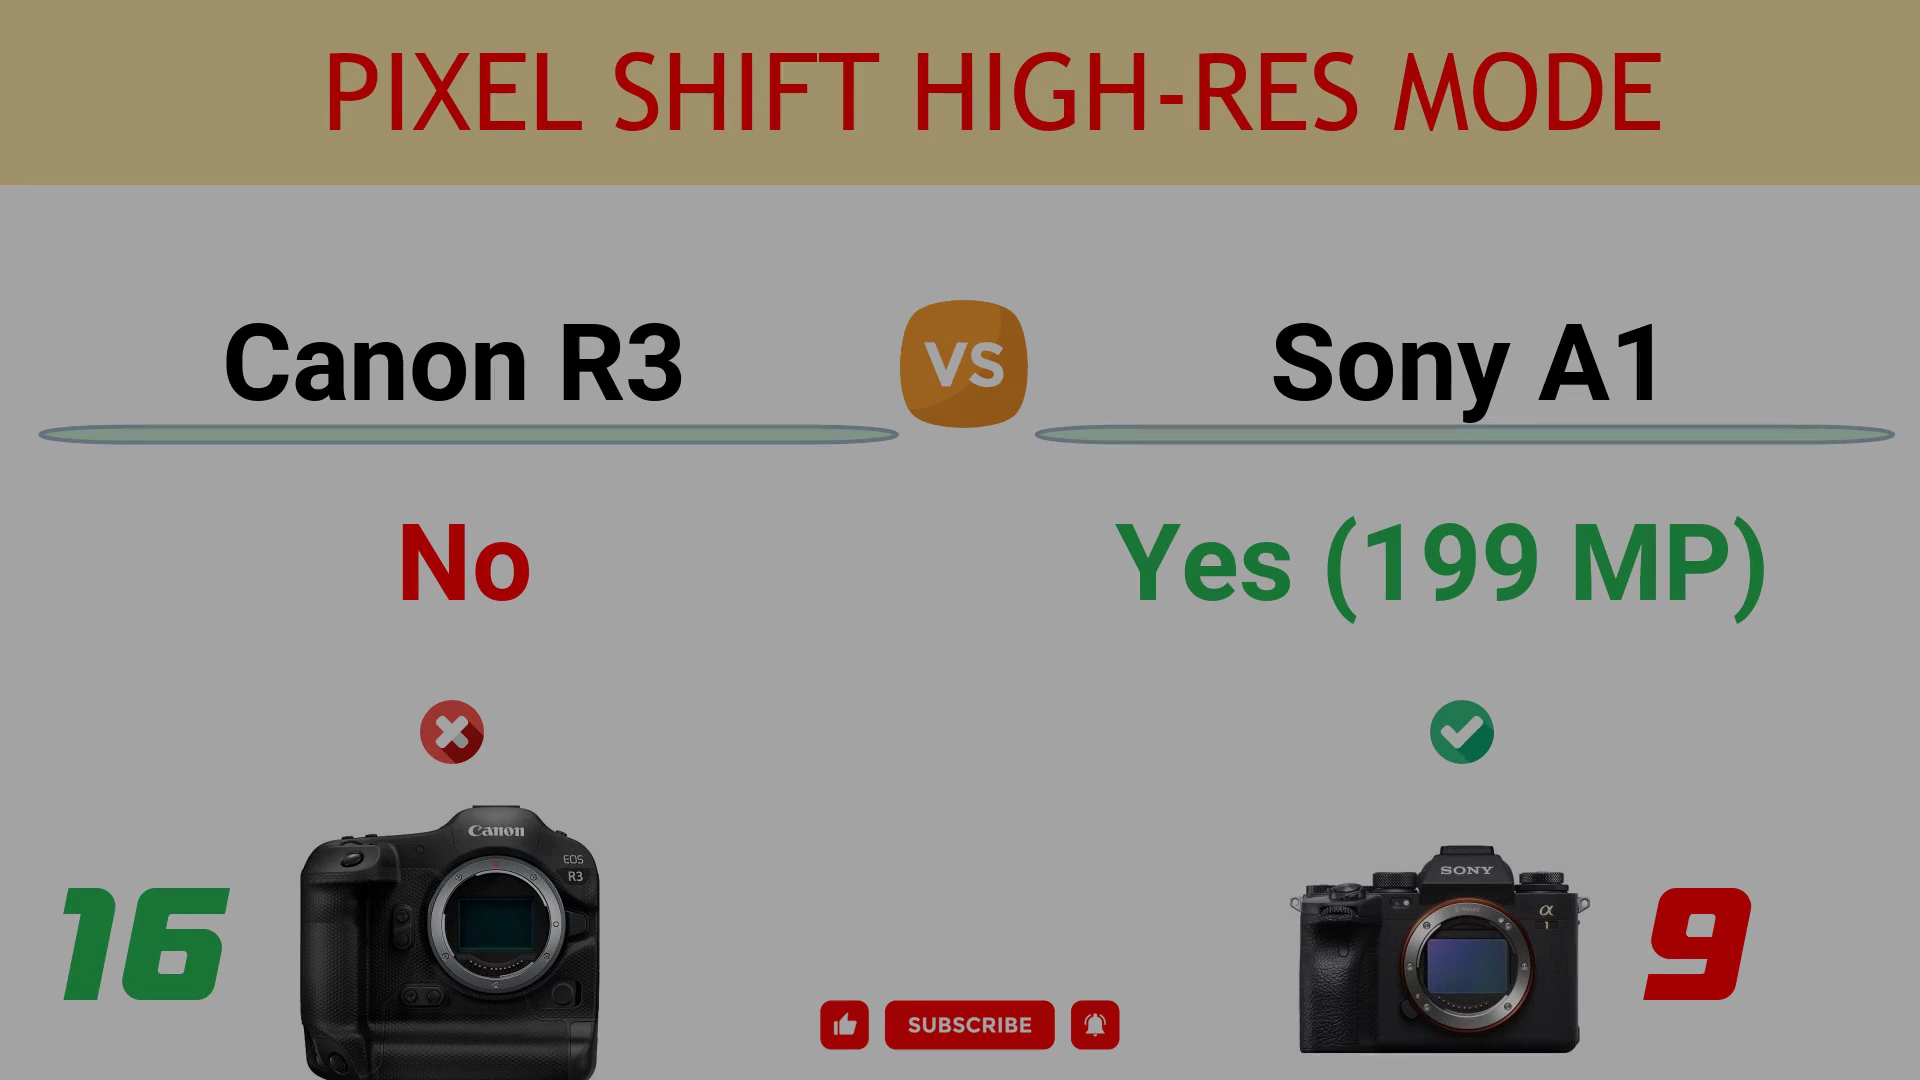 PIXEL SHIFT HIGH-RES MODE
Canon R3
VS
Sony A1
No
Yes (199 MP)
Canon
EOS
R3
SONY
α
1
E-mount
16
9
SUBSCRIBE